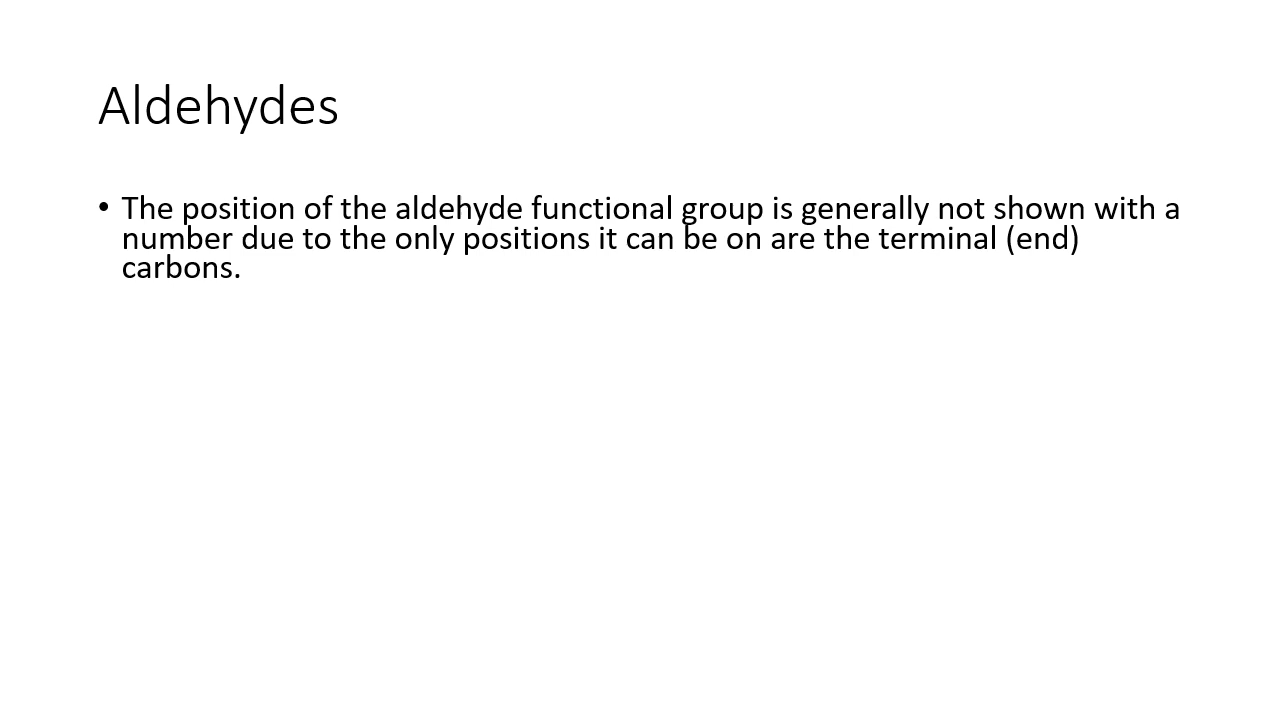 Aldehydes
• The position of the aldehyde functional group is generally not shown with a
number due to the only positions it can be on are the terminal (end)
carbons.